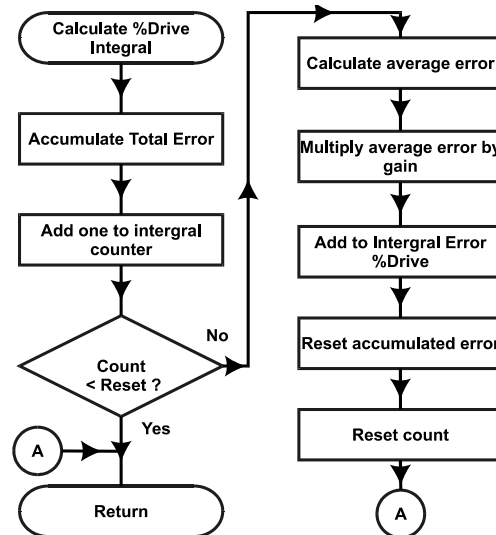 Calculate %Drive
Integral
Accumulate Total Error
Add one to intergral
counter
Count
< Reset ?
No
Yes
A
Return
Calculate average error
Multiply average error by
gain
Add to Intergral Error
%Drive
Reset accumulated error
Reset count
A